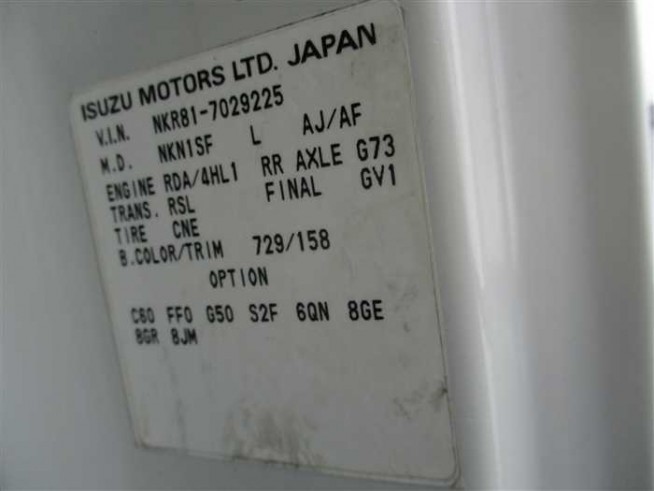 ISUZU MOTORS LTD. JAPAN
V.I.N. NKR81-7029225
M.D. NKN1SF L AJ/AF
ENGINE RDA/4HL1 RR AXLE G73
TRANS. RSL FINAL GV1
TIRE CNE
B.COLOR/TRIM 729/158
OPTION
C60 FF0 G50 S2F 6QN 8GE
8GR 8JM